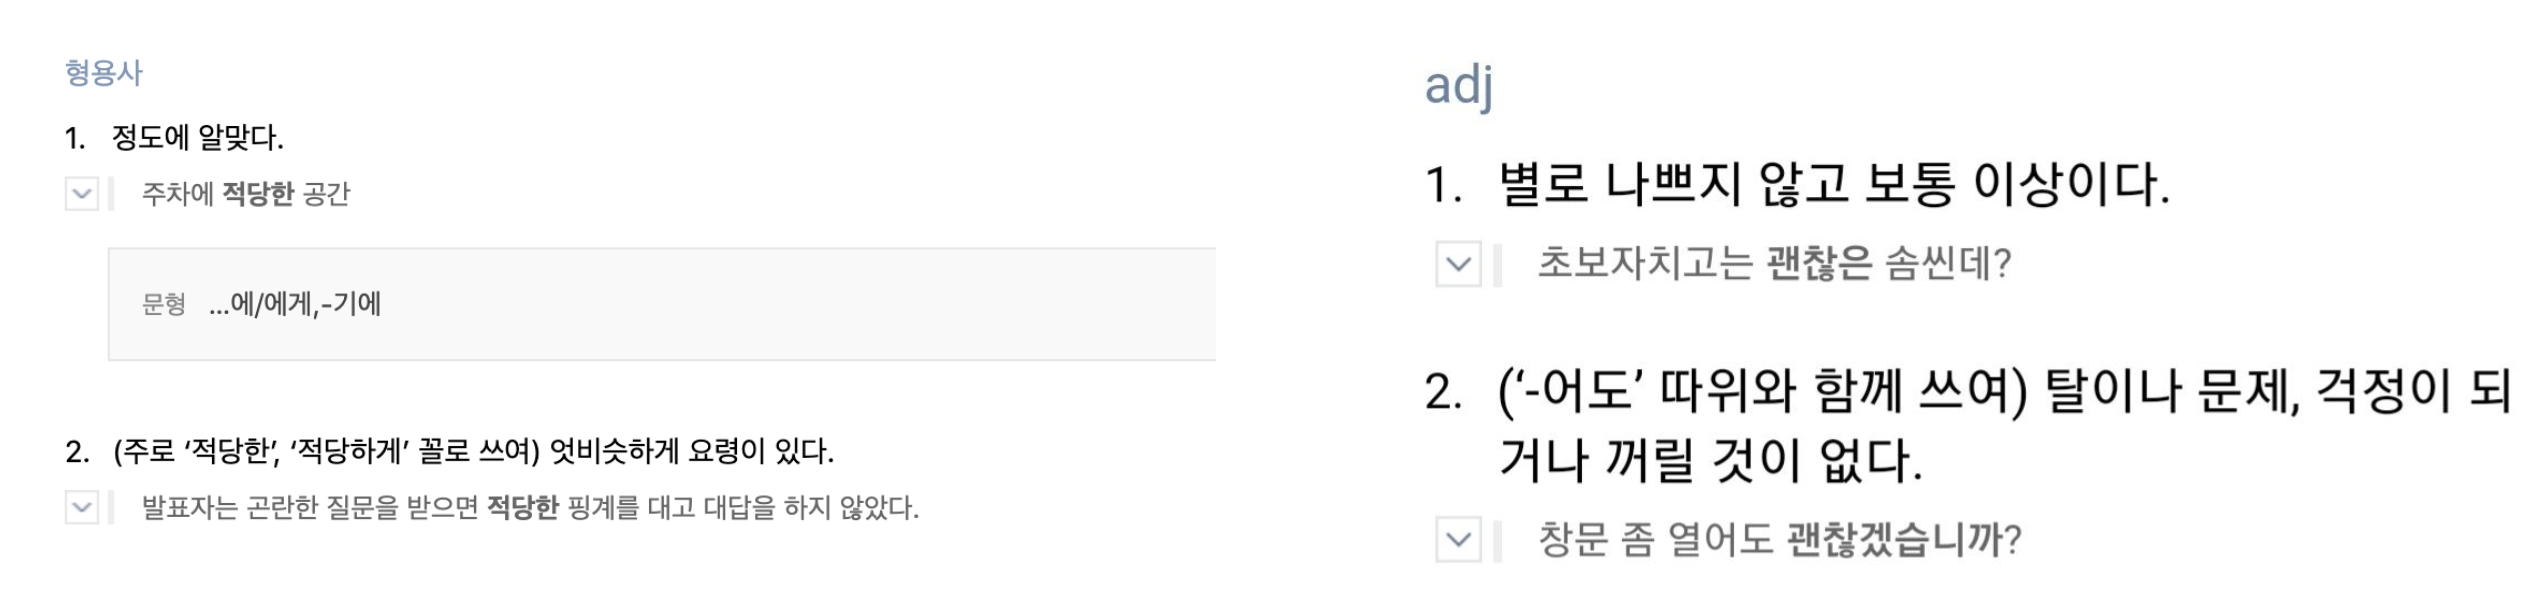 형용사
1. 정도에 알맞다.
주차에 적당한 공간
문형 ...에/에게,-기에
2. (주로 ‘적당한’, ‘적당하게’ 꼴로 쓰여) 엇비슷하게 요령이 있다.
발표자는 곤란한 질문을 받으면 적당한 핑계를 대고 대답을 하지 않았다.
adj
1. 별로 나쁘지 않고 보통 이상이다.
초보자치고는 괜찮은 솜씬데?
2. (‘-어도’ 따위와 함께 쓰여) 탈이나 문제, 걱정이 되
거나 꺼릴 것이 없다.
창문 좀 열어도 괜찮겠습니까?